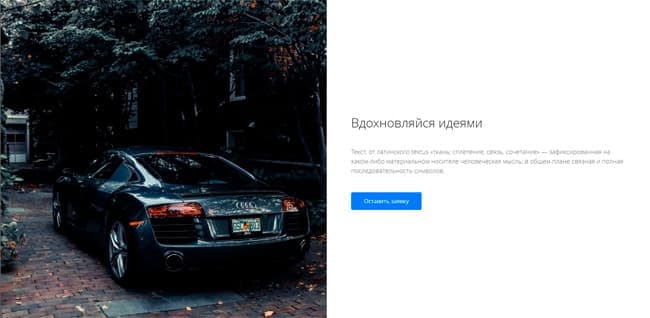 Вдохновляйся идеями
Текст, от латинского textus «ткань; сплетение, связь, сочетание» — зафиксированная на
каком-либо материальном носителе человеческая мысль; в общем плане связная и полная
последовательность символов.
Оставить заявку